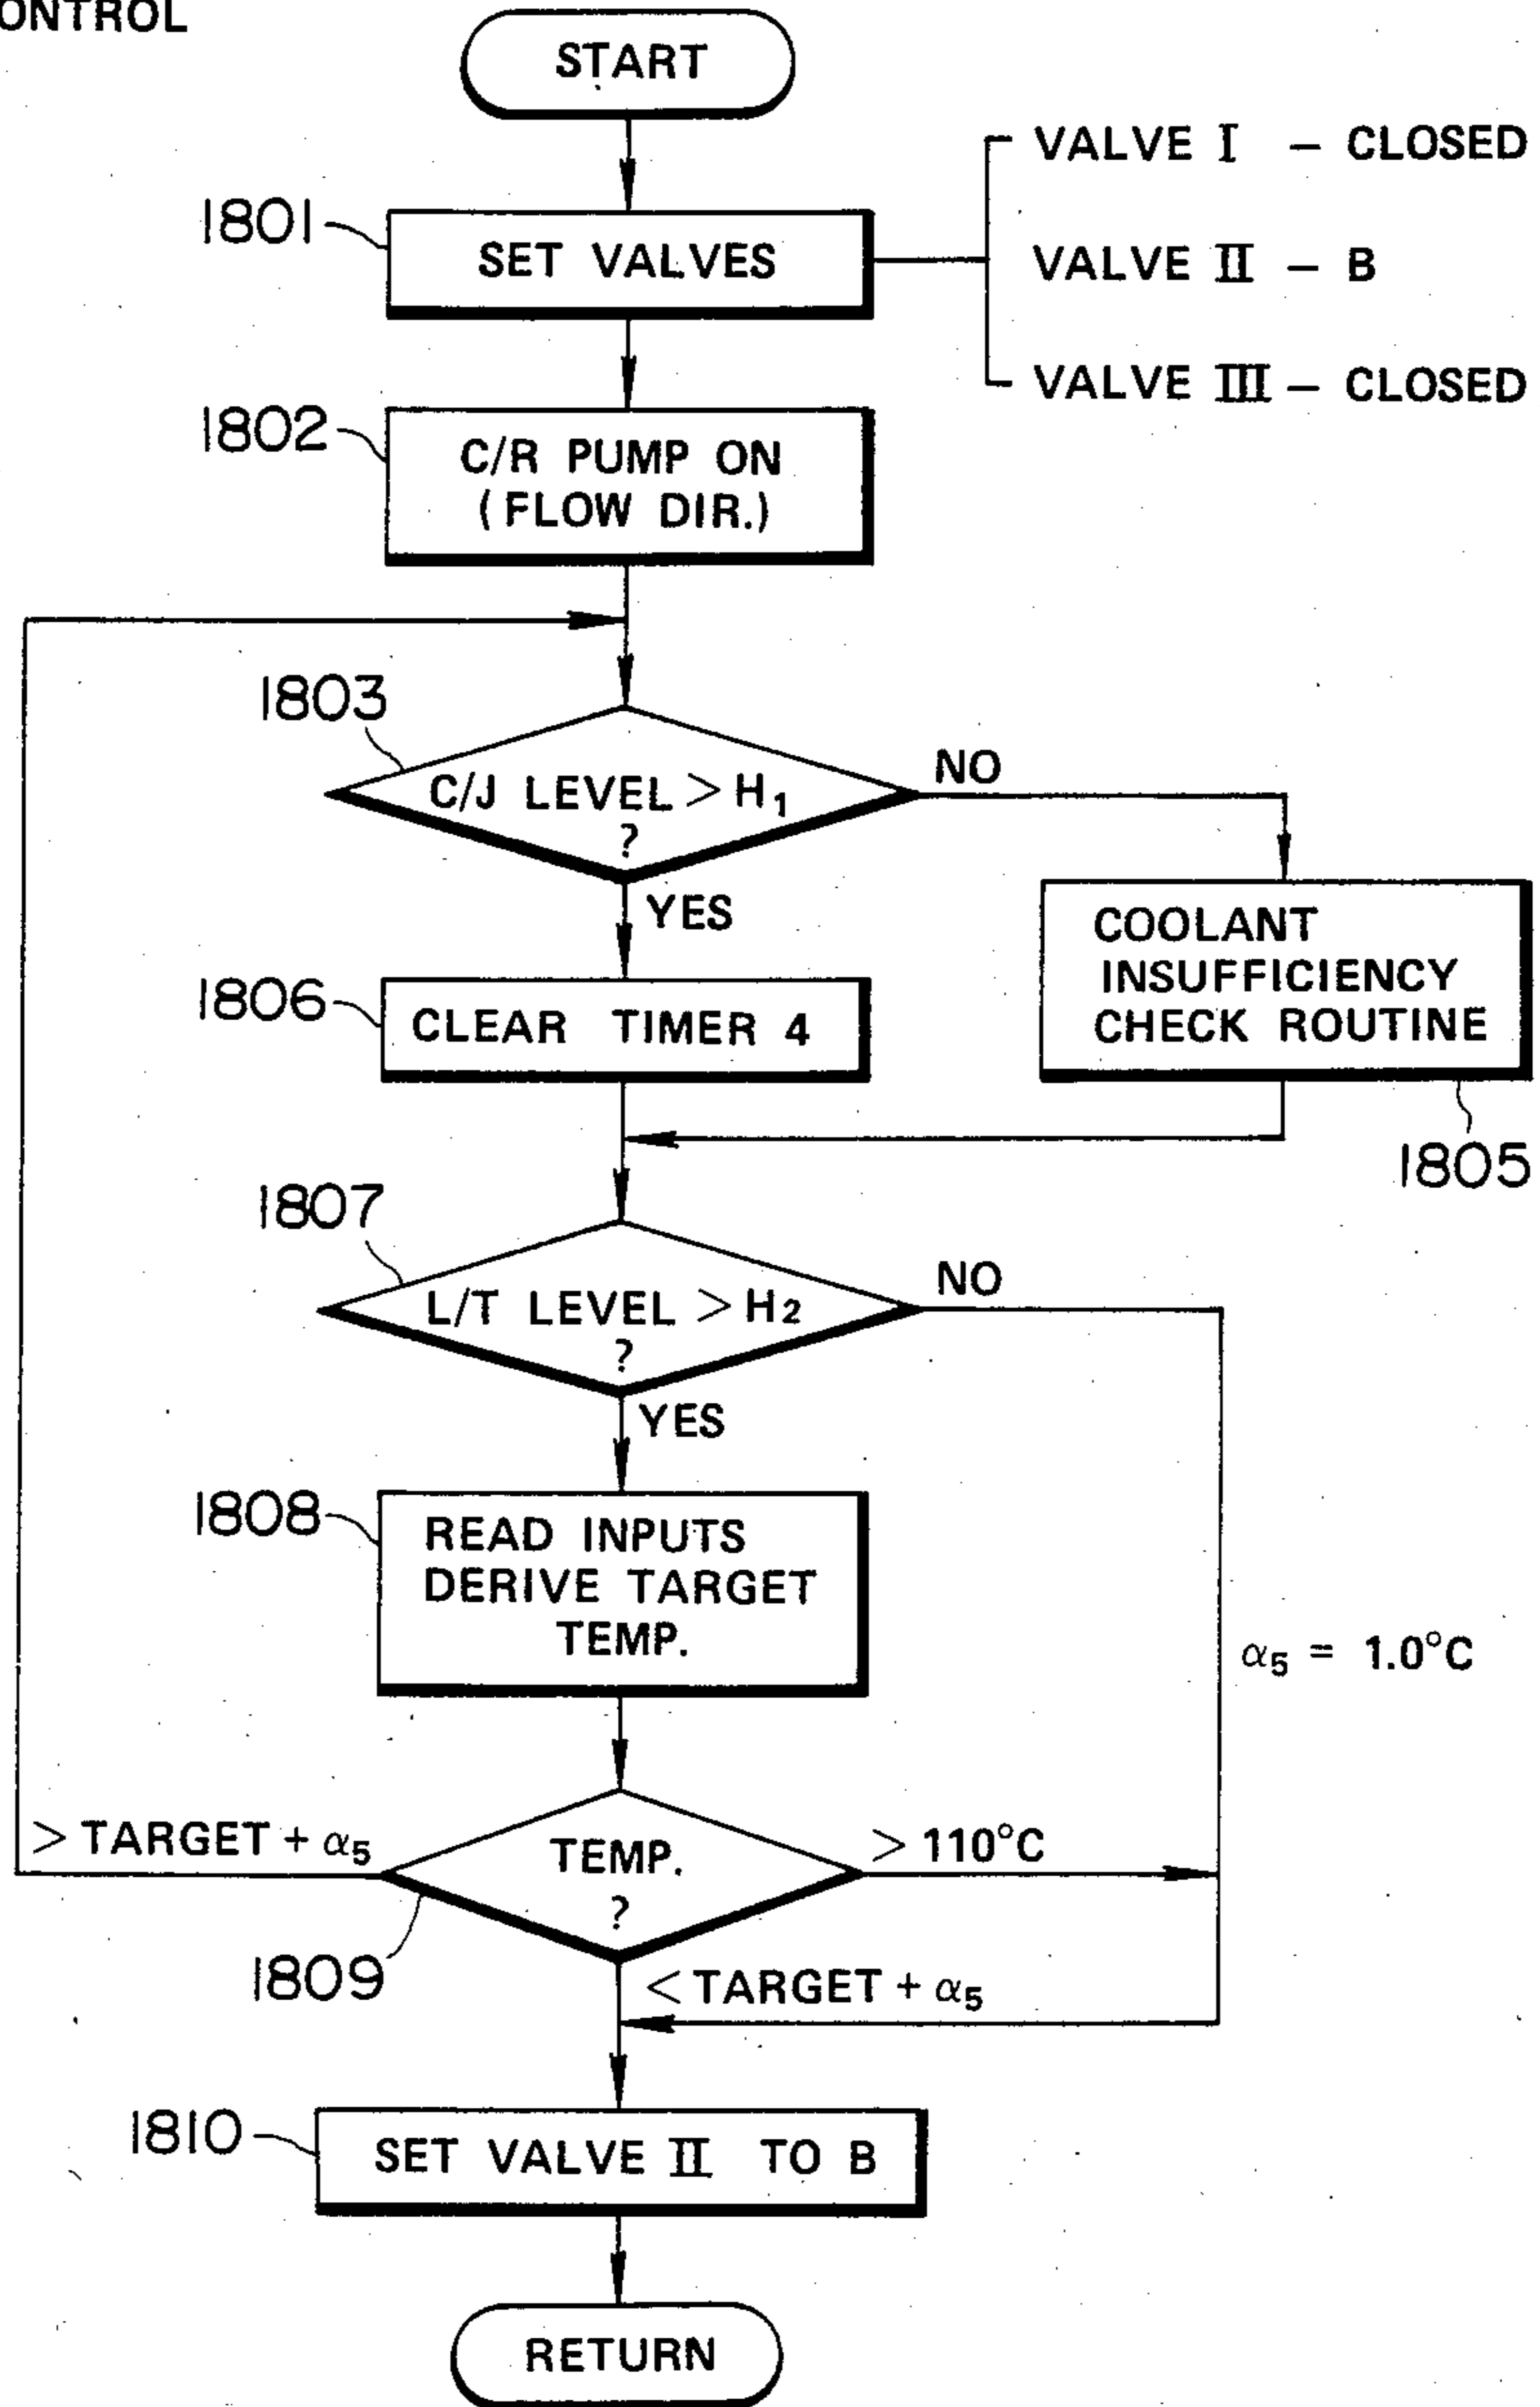 ONTROL
START
1801
SET VALVES
VALVE I – CLOSED
VALVE II – B
VALVE III – CLOSED
1802
C/R PUMP ON
(FLOW DIR.)
1803
C/J LEVEL > H₁
?
NO
YES
COOLANT
INSUFFICIENCY
CHECK ROUTINE
1805
1806
CLEAR TIMER 4
1807
L/T LEVEL > H₂
?
NO
YES
1808
READ INPUTS
DERIVE TARGET
TEMP.
α₅ = 1.0°C
> TARGET + α₅
TEMP.
?
> 110°C
1809
< TARGET + α₅
1810
SET VALVE II TO B
RETURN